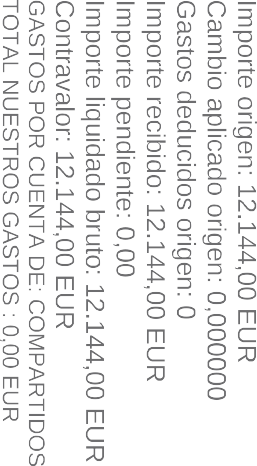 Importe origen: 12.144,00 EUR
Cambio aplicado origen: 0,000000
Gastos deducidos origen: 0
Importe recibido: 12.144,00 EUR
Importe pendiente: 0,00
Importe liquidado bruto: 12.144,00 EUR
Contravalor: 12.144,00 EUR
GASTOS POR CUENTA DE: COMPARTIDOS
TOTAL NUESTROS GASTOS : 0,00 EUR